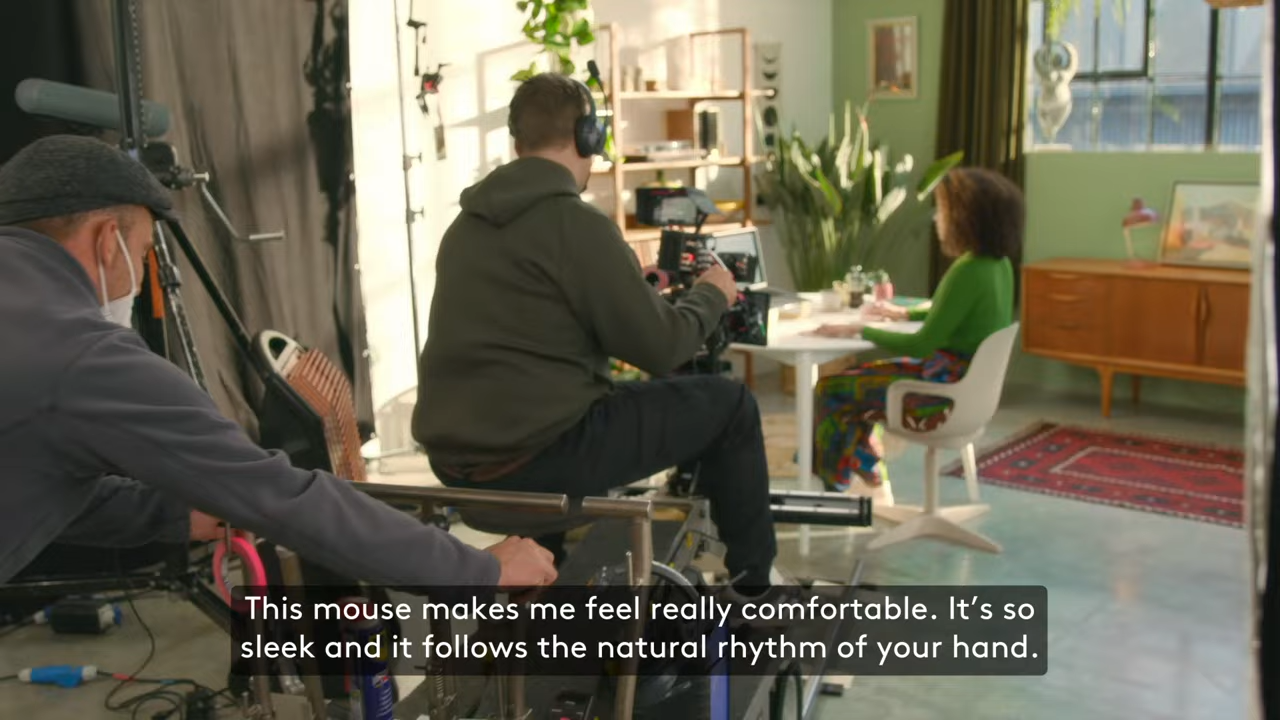 This mouse makes me feel really comfortable. It’s so
sleek and it follows the natural rhythm of your hand.